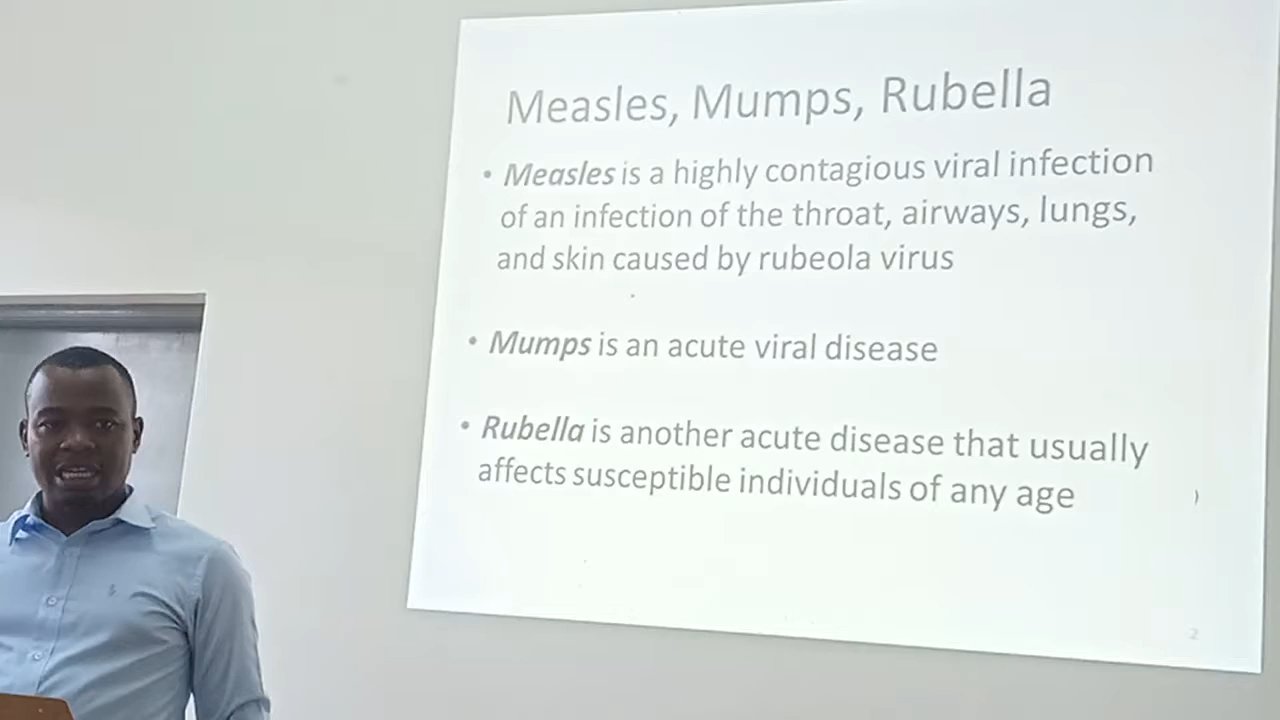 Measles, Mumps, Rubella
• Measles is a highly contagious viral infection
of an infection of the throat, airways, lungs,
and skin caused by rubeola virus
• Mumps is an acute viral disease
• Rubella is another acute disease that usually
affects susceptible individuals of any age
2